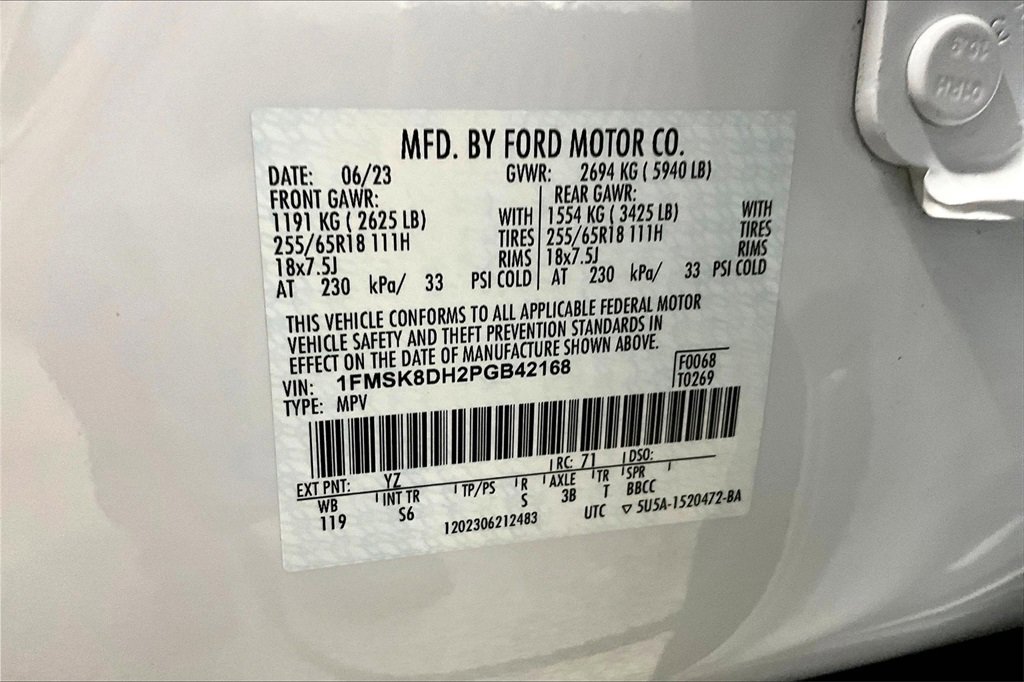 MFD. BY FORD MOTOR CO.
DATE: 06/23 GVWR: 2694 KG ( 5940 LB)
FRONT GAWR: REAR GAWR:
1191 KG ( 2625 LB) WITH 1554 KG ( 3425 LB) WITH
255/65R18 111H TIRES 255/65R18 111H TIRES
18x7.5J RIMS 18x7.5J RIMS
AT 230 kPa/ 33 PSI COLD AT 230 kPa/ 33 PSI COLD
THIS VEHICLE CONFORMS TO ALL APPLICABLE FEDERAL MOTOR
VEHICLE SAFETY AND THEFT PREVENTION STANDARDS IN
EFFECT ON THE DATE OF MANUFACTURE SHOWN ABOVE.
VIN: 1FMSK8DH2PGB42168 F0068
TYPE: MPV T0269
EXT PNT: YZ RC: 71 DSO:
WB INT TR TP/PS R AXLE TR SPR
119 S6 S 3B T BBCC
1202306212483 UTC ▽ 5U5A-1520472-BA